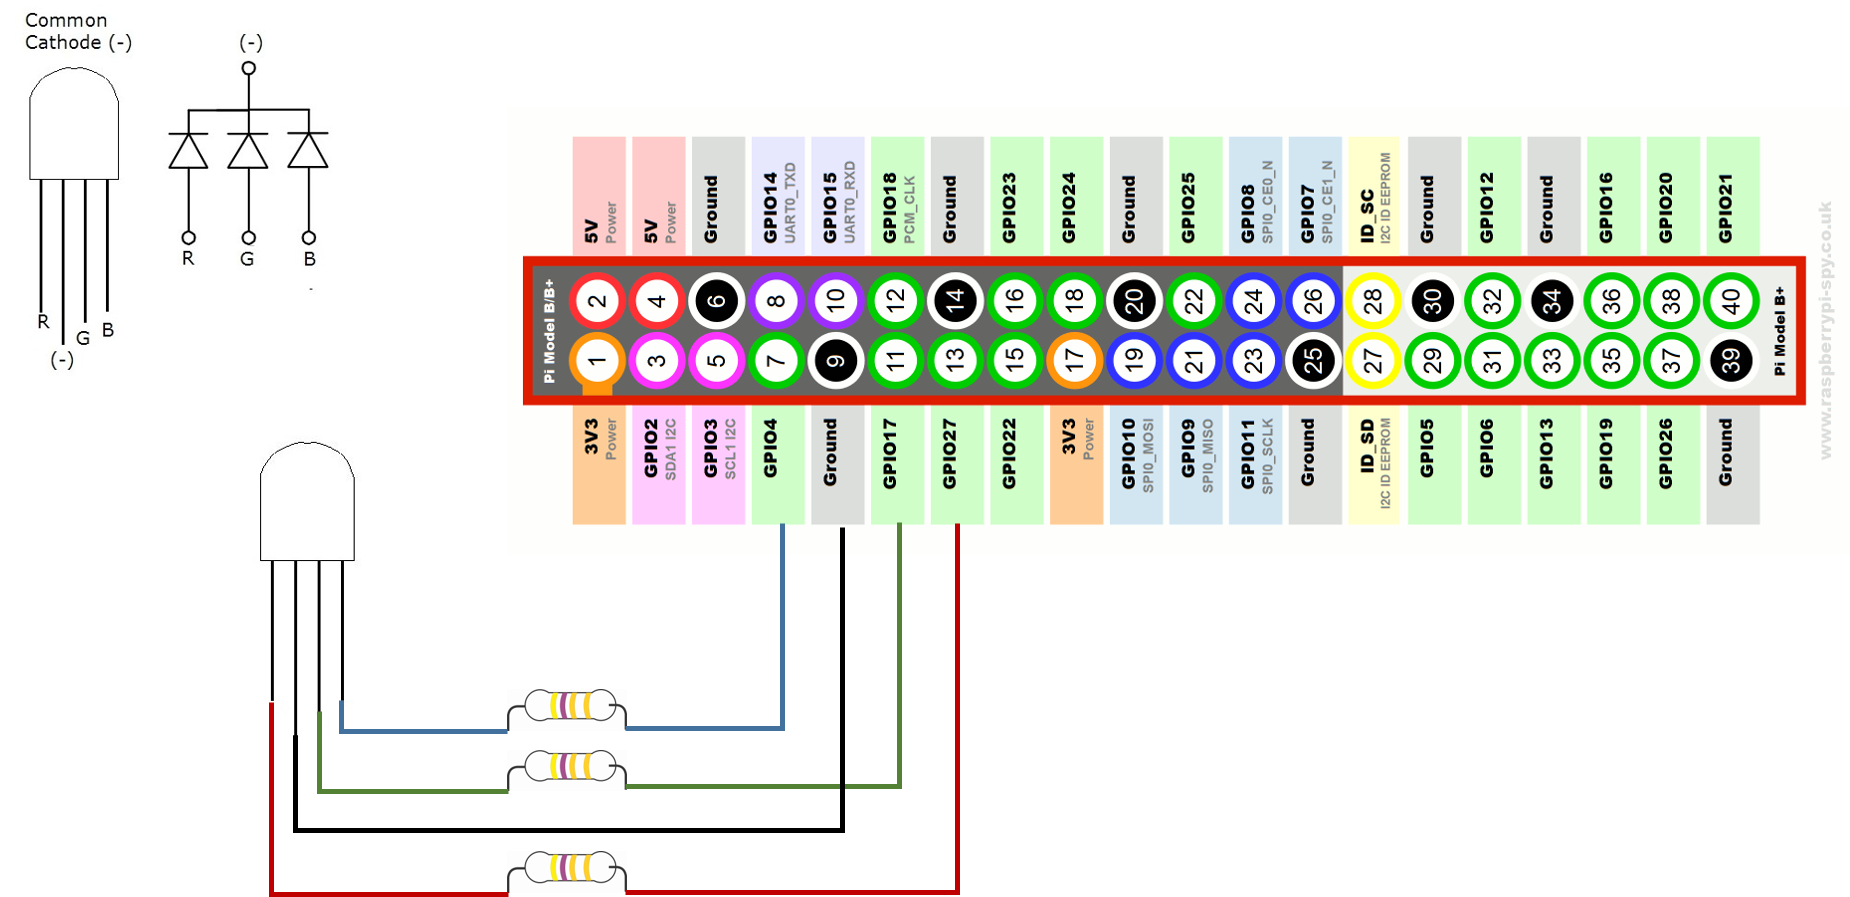 Common
Cathode (-)
(-)
R
G
B
R
(-)
G
B
5V
Power
5V
Power
Ground
GPIO14
UART0_TXD
GPIO15
UART0_RXD
GPIO18
PCM_CLK
Ground
GPIO23
GPIO24
Ground
GPIO25
GPIO8
SPI0_CE0_N
GPIO7
SPI0_CE1_N
ID_SC
I2C ID EEPROM
Ground
GPIO12
Ground
GPIO16
GPIO20
GPIO21
Pi Model B/B+
2 4 6 8 10 12 14 16 18 20 22 24 26 28 30 32 34 36 38 40
1 3 5 7 9 11 13 15 17 19 21 23 25 27 29 31 33 35 37 39
Pi Model B+
3V3
Power
GPIO2
SDA1 I2C
GPIO3
SCL1 I2C
GPIO4
Ground
GPIO17
GPIO27
GPIO22
3V3
Power
GPIO10
SPI0_MOSI
GPIO9
SPI0_MISO
GPIO11
SPI0_SCLK
Ground
ID_SD
I2C ID EEPROM
GPIO5
GPIO6
GPIO13
GPIO19
GPIO26
Ground
www.raspberrypi-spy.co.uk